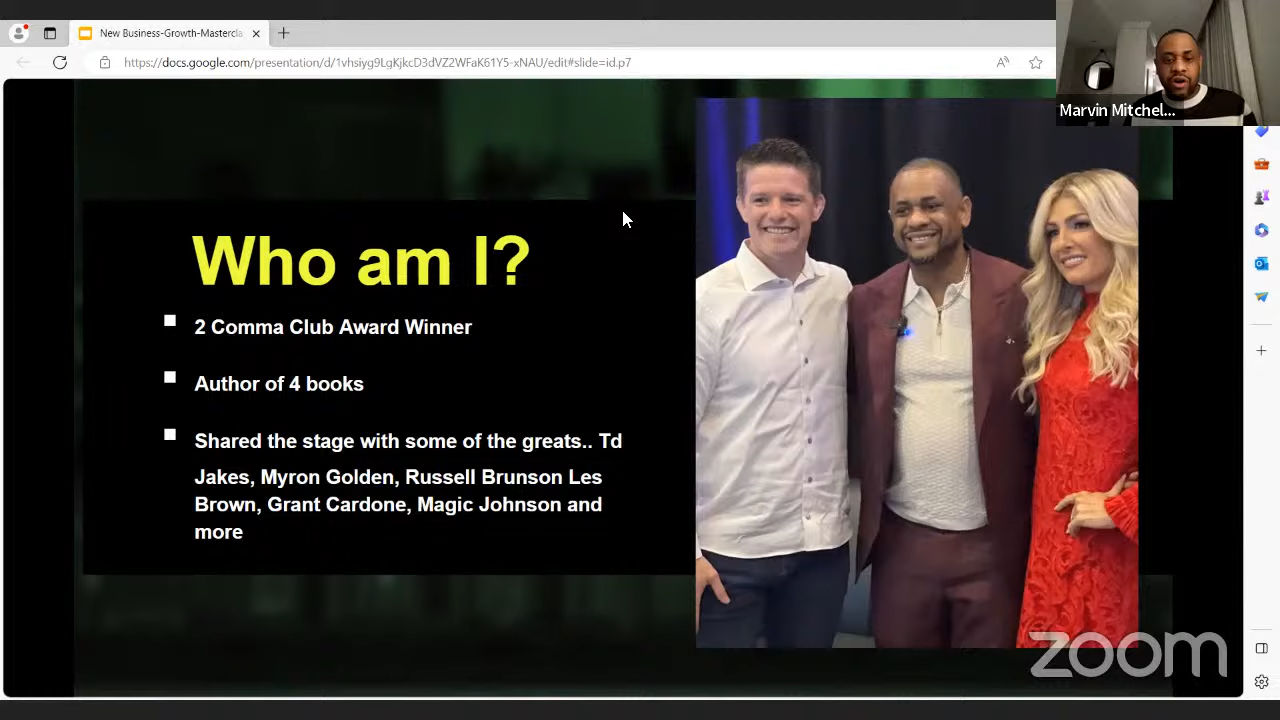 New Business-Growth-Mastercla
https://docs.google.com/presentation/d/1vhsiyg9LgKjkcD3dVZ2WFaRx1Y5-xNAU/edit#slide=id.p7
Marvin Mitchel...
Who am I?
2 Comma Club Award Winner
Author of 4 books
Shared the stage with some of the greats.. Td
Jakes, Myron Golden, Russell Brunson Les
Brown, Grant Cardone, Magic Johnson and
more
zoom